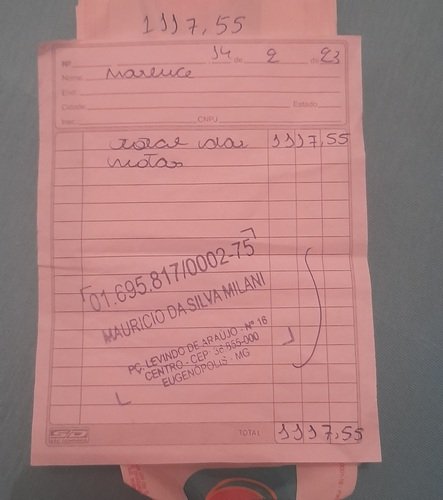 1117,55
Nº 14 de 2 de 23
Nome Marluce
End.
Cidade Estado
Insc. CNPJ
total das 1117,55
notas
01.695.817/0002-75
MAURICIO DA SILVA MILANI
PÇ. LEVINDO DE ARAÚJO - Nº 16
CENTRO - CEP 36.855-000
EUGENÓPOLIS - MG
TOTAL 1117,55